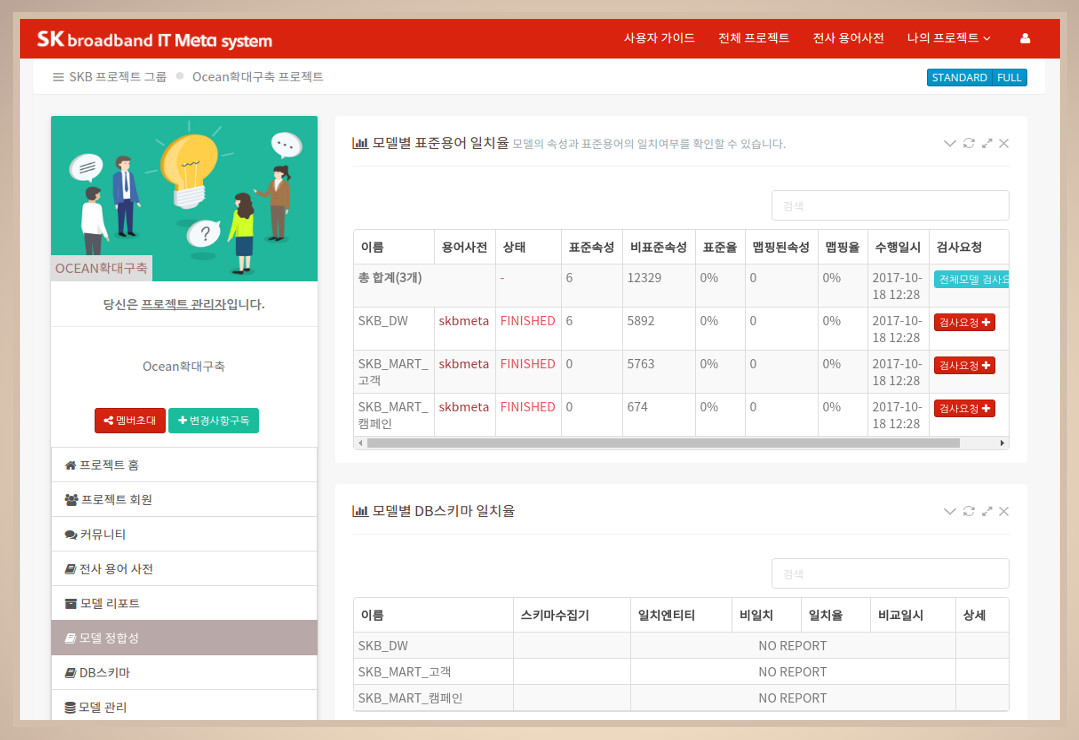 SK broadband IT Meta system
사용자 가이드 전체 프로젝트 전사 용어사전 나의 프로젝트
SKB 프로젝트 그룹 Ocean확대구축 프로젝트
STANDARD FULL
?
OCEAN확대구축
당신은 프로젝트 관리자입니다.
Ocean확대구축
멤버초대 변경사항구독
프로젝트 홈
프로젝트 회원
커뮤니티
전사 용어 사전
모델 리포트
모델 정합성
DB스키마
모델 관리
모델별 표준용어 일치율 모델의 속성과 표준용어의 일치여부를 확인할 수 있습니다.
검색
이름 용어사전 상태 표준속성 비표준속성 표준율 맵핑된속성 맵핑율 수행일시 검사요청
총 합계(3개) - 6 12329 0% 0 0% 2017-10-
18 12:28
전체모델 검사요
SKB_DW skbmeta FINISHED 6 5892 0% 0 0% 2017-10-
18 12:28
검사요청
SKB_MART_
고객
skbmeta FINISHED 0 5763 0% 0 0% 2017-10-
18 12:28
검사요청
SKB_MART_
캠페인
skbmeta FINISHED 0 674 0% 0 0% 2017-10-
18 12:28
검사요청
모델별 DB스키마 일치율
검색
이름 스키마수집기 일치엔티티 비일치 일치율 비교일시 상세
SKB_DW NO REPORT
SKB_MART_고객 NO REPORT
SKB_MART_캠페인 NO REPORT